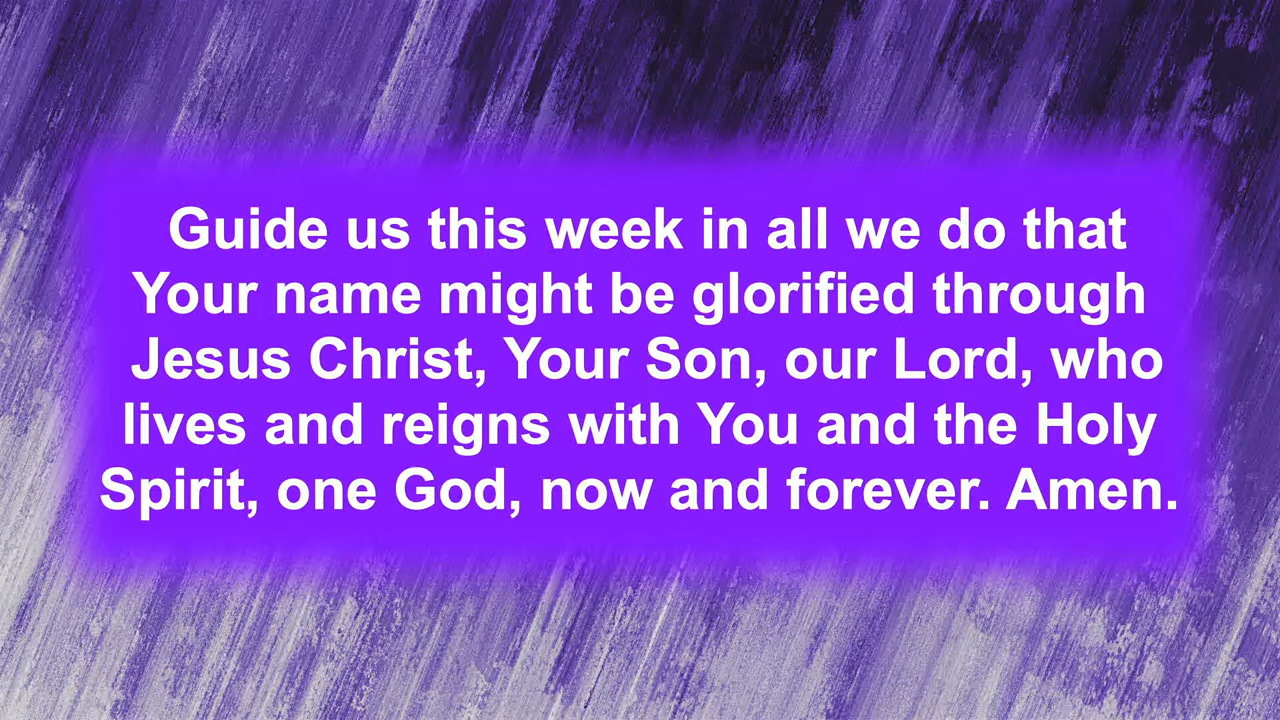 Guide us this week in all we do that
Your name might be glorified through
Jesus Christ, Your Son, our Lord, who
lives and reigns with You and the Holy
Spirit, one God, now and forever. Amen.